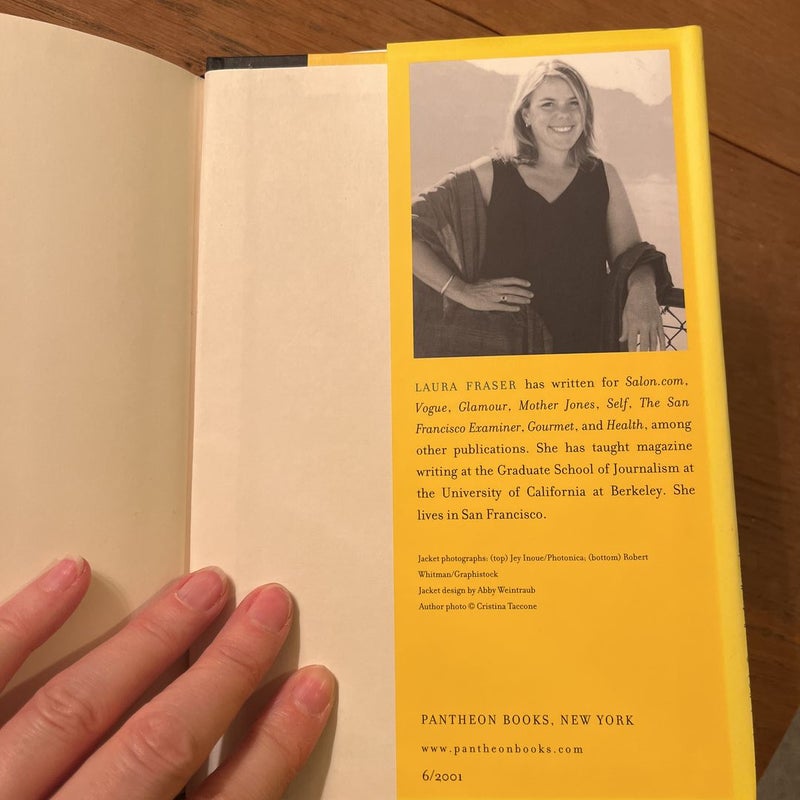 LAURA FRASER has written for Salon.com,
Vogue, Glamour, Mother Jones, Self, The San
Francisco Examiner, Gourmet, and Health, among
other publications. She has taught magazine
writing at the Graduate School of Journalism at
the University of California at Berkeley. She
lives in San Francisco.
Jacket photographs: (top) Jey Inoue/Photonica; (bottom) Robert
Whitman/Graphistock
Jacket design by Abby Weintraub
Author photo © Cristina Taccone
PANTHEON BOOKS, NEW YORK
www.pantheonbooks.com
6/2001